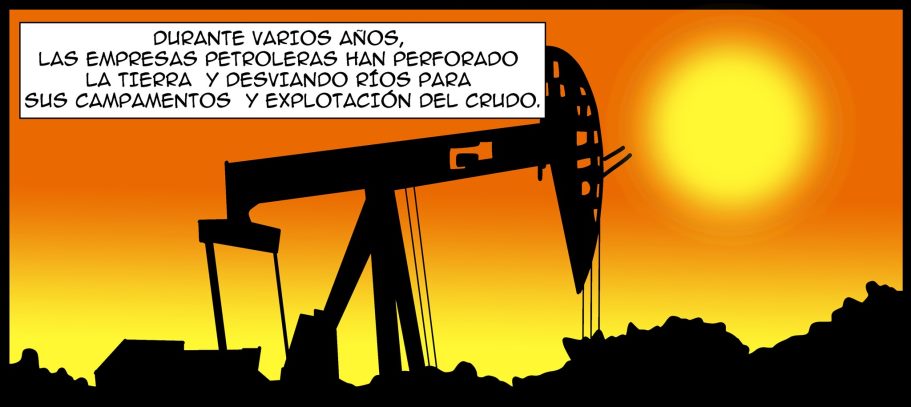 DURANTE VARIOS AÑOS,
LAS EMPRESAS PETROLERAS HAN PERFORADO
LA TIERRA Y DESVIANDO RÍOS PARA
SUS CAMPAMENTOS Y EXPLOTACIÓN DEL CRUDO.